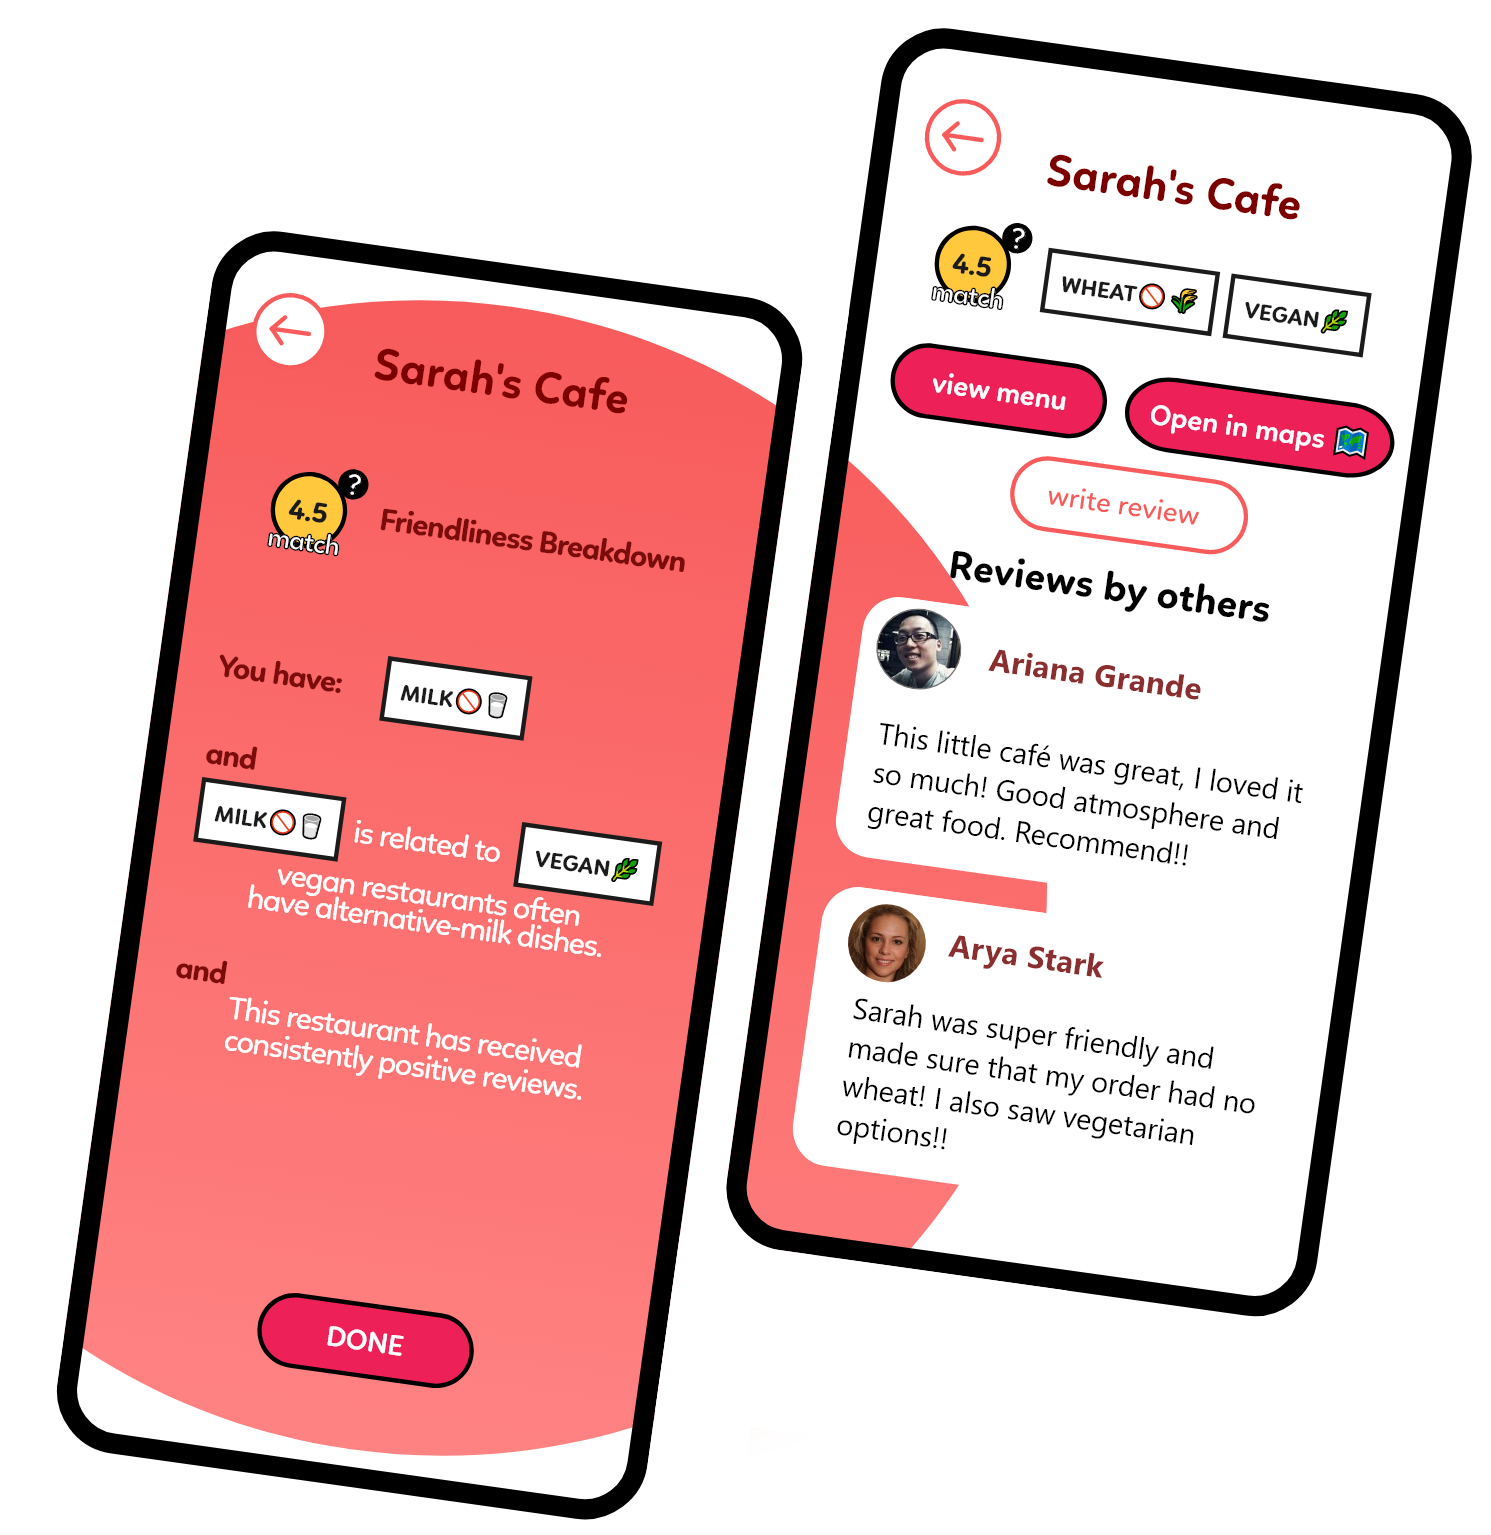 Sarah's Cafe
4.5
?
match
Friendliness Breakdown
You have:
MILK
and
MILK
is related to
VEGAN
vegan restaurants often
have alternative-milk dishes.
and
This restaurant has received
consistently positive reviews.
DONE
Sarah's Cafe
4.5
?
match
WHEAT
VEGAN
view menu
Open in maps
write review
Reviews by others
Ariana Grande
This little café was great, I loved it
so much! Good atmosphere and
great food. Recommend!!
Arya Stark
Sarah was super friendly and
made sure that my order had no
wheat! I also saw vegetarian
options!!